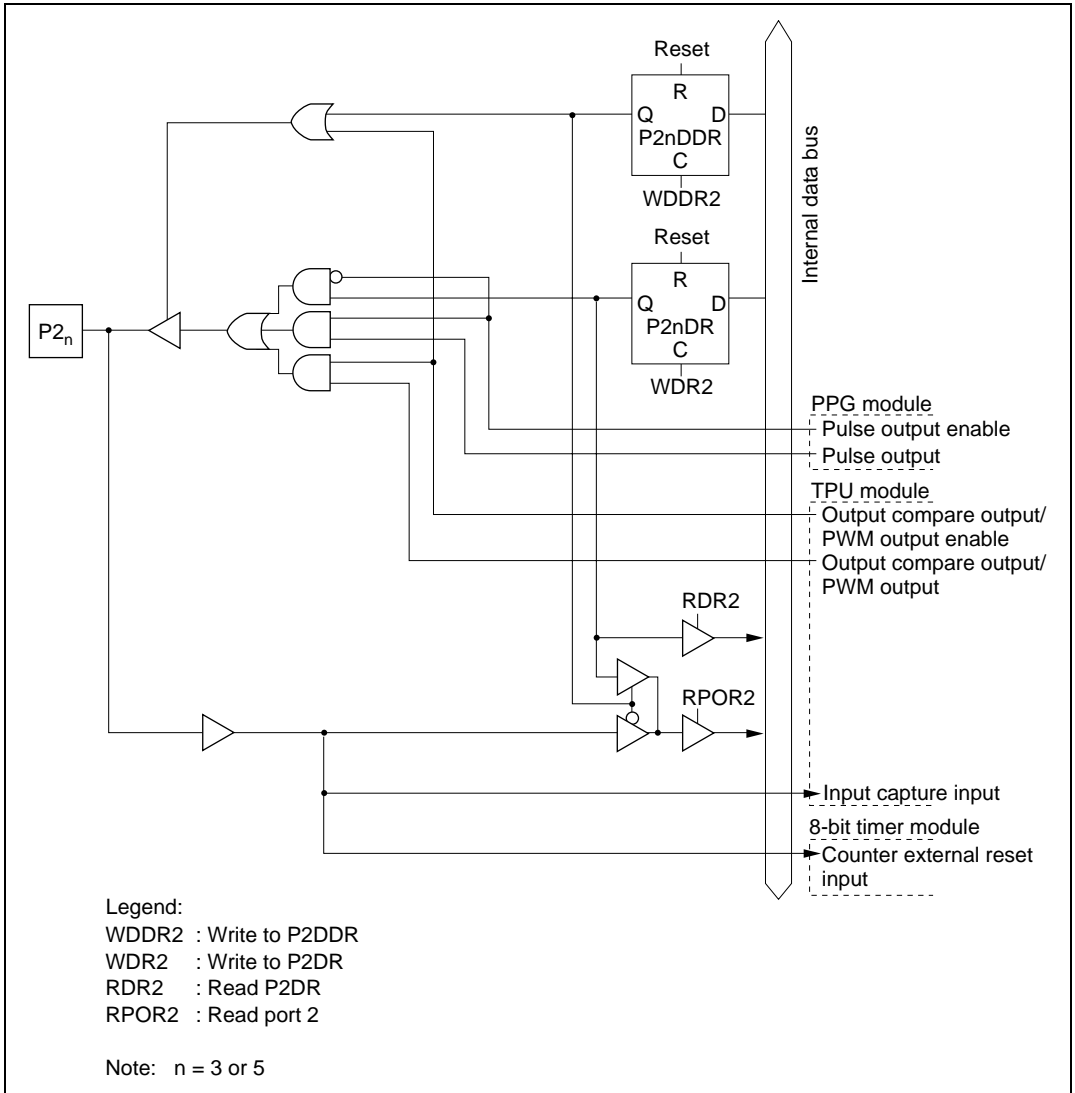 Reset
R
Q D
P2nDDR
C
WDDR2
Internal data bus
Reset
R
Q D
P2nDR
C
WDR2
P2n
PPG module
Pulse output enable
Pulse output
TPU module
Output compare output/
PWM output enable
Output compare output/
PWM output
RDR2
RPOR2
Input capture input
8-bit timer module
Counter external reset
input
Legend:
WDDR2 : Write to P2DDR
WDR2 : Write to P2DR
RDR2 : Read P2DR
RPOR2 : Read port 2
Note: n = 3 or 5